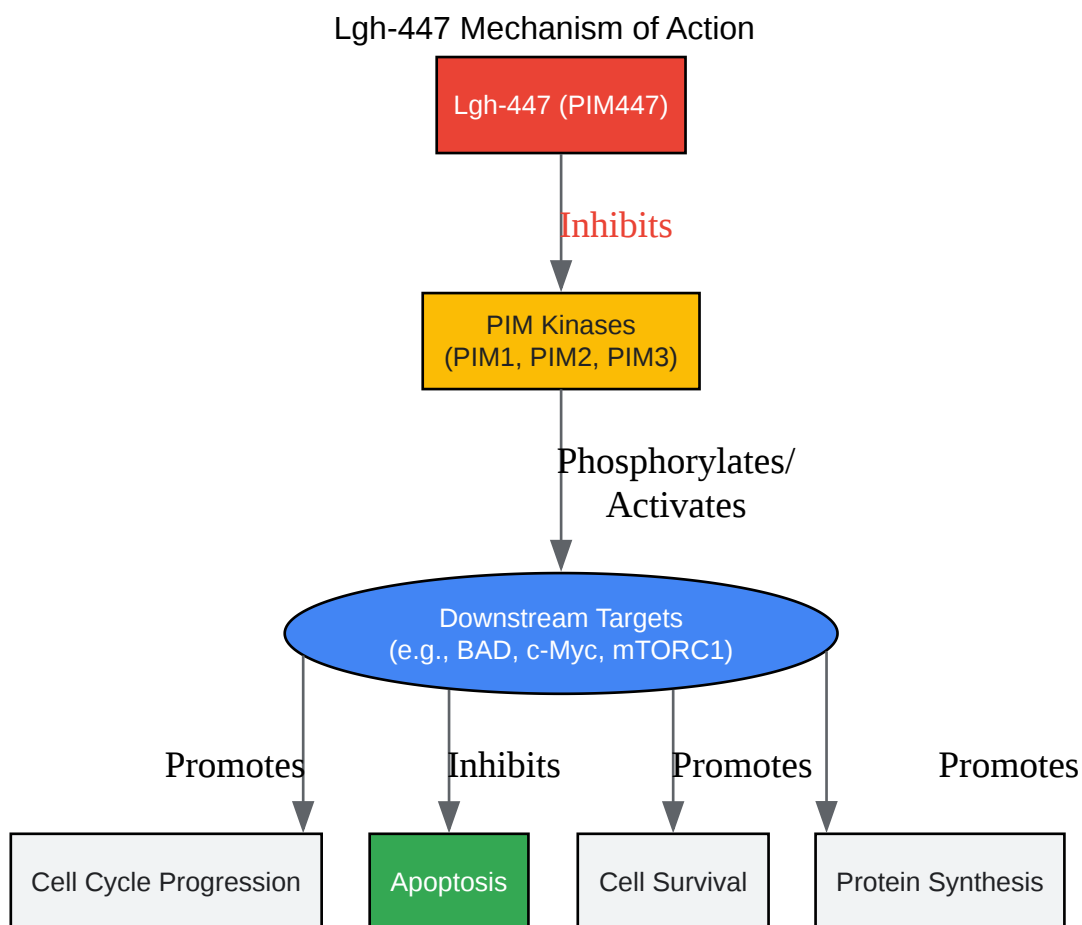 Lgh-447 Mechanism of Action
Lgh-447 (PIM447)
Inhibits
PIM Kinases
(PIM1, PIM2, PIM3)
Phosphorylates/
Activates
Downstream Targets
(e.g., BAD, c-Myc, mTORC1)
Promotes
Inhibits
Promotes
Promotes
Cell Cycle Progression
Apoptosis
Cell Survival
Protein Synthesis